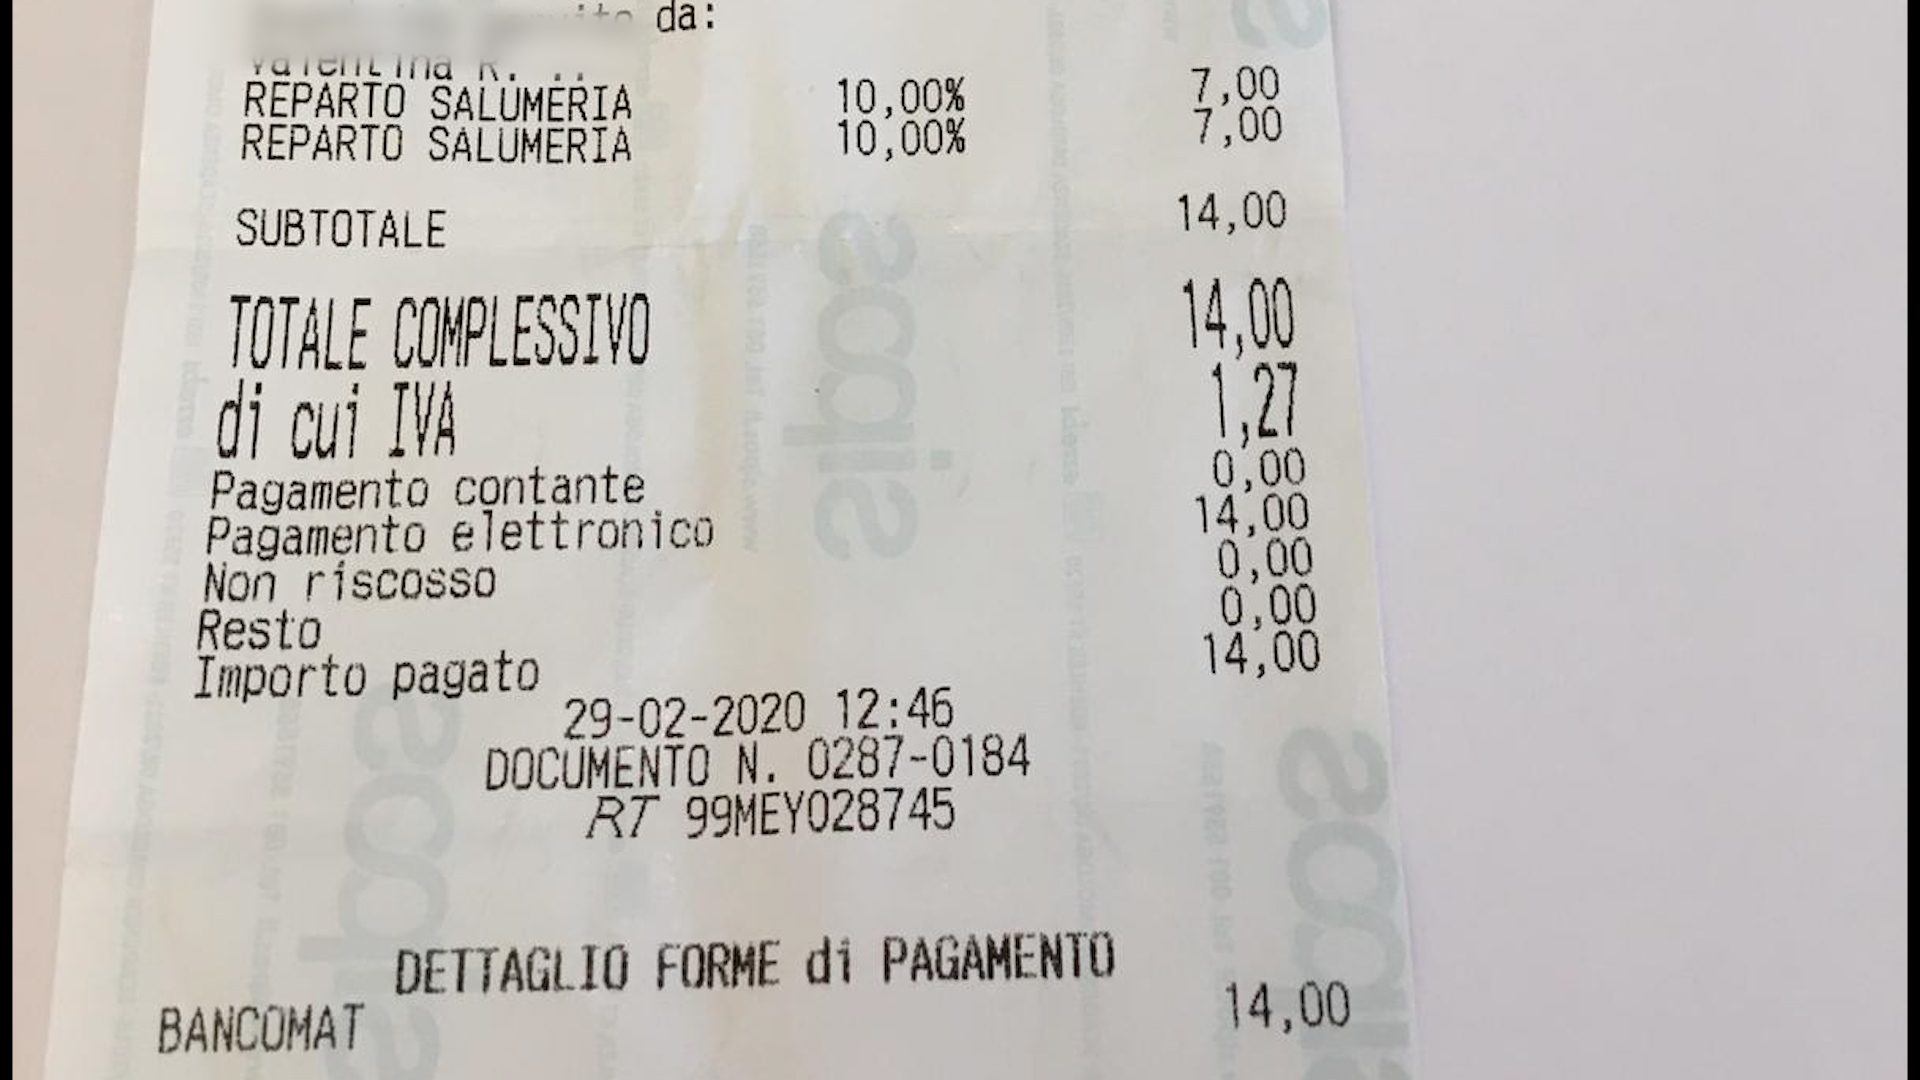 da:
Valentina R. ..
REPARTO SALUMERIA 10,00% 7,00
REPARTO SALUMERIA 10,00% 7,00
SUBTOTALE 14,00
TOTALE COMPLESSIVO 14,00
di cui IVA 1,27
Pagamento contante 0,00
Pagamento elettronico 14,00
Non riscosso 0,00
Resto 0,00
Importo pagato 14,00
29-02-2020 12:46
DOCUMENTO N. 0287-0184
RT 99MEY028745
DETTAGLIO FORME di PAGAMENTO
BANCOMAT 14,00